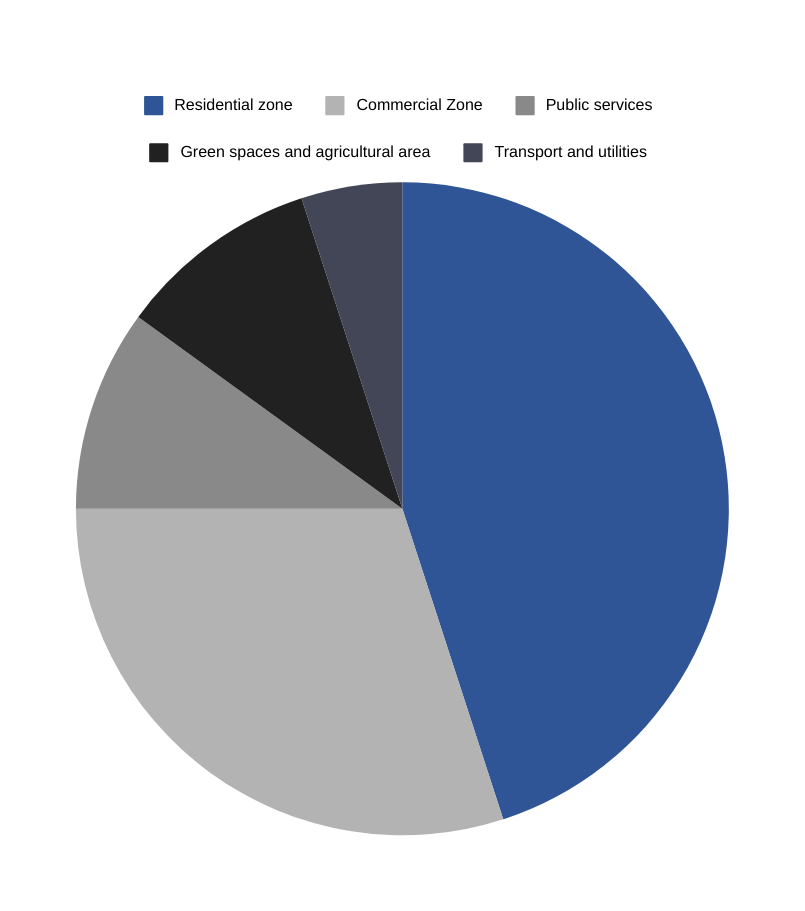 Residential zone Commercial Zone Public services
Green spaces and agricultural area Transport and utilities